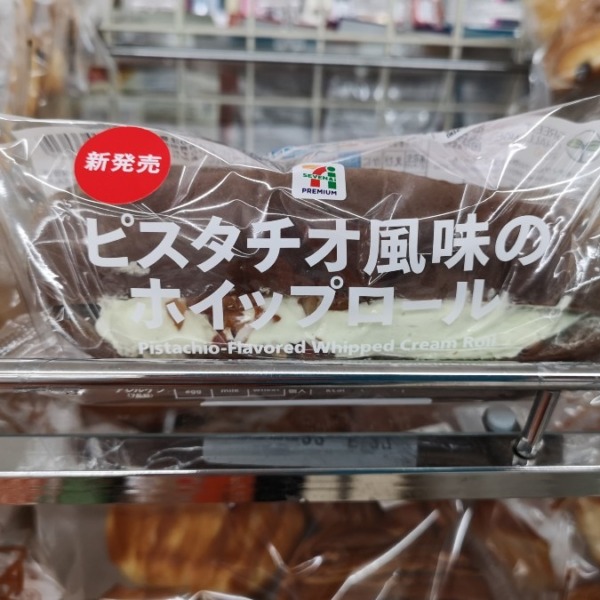 新発売
7i
SEVEN&i
PREMIUM
ピスタチオ風味の
ホイップロール
Pistachio-Flavored Whipped Cream Roll